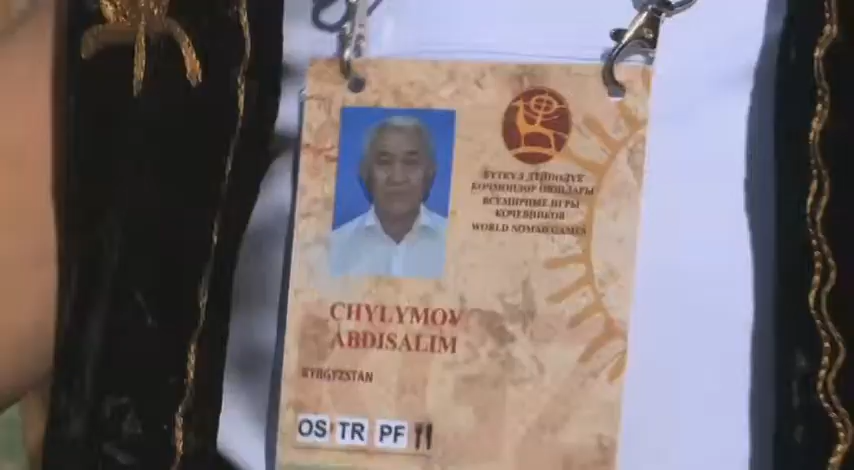 БҮТКҮЛ ДҮЙНӨЛҮК
КӨЧМӨНДӨР ОЮНДАРЫ
ВСЕМИРНЫЕ ИГРЫ
КОЧЕВНИКОВ
WORLD NOMAD GAMES
CHYLYMOV
ABDISALIM
KYRGYZSTAN
OS TR PF